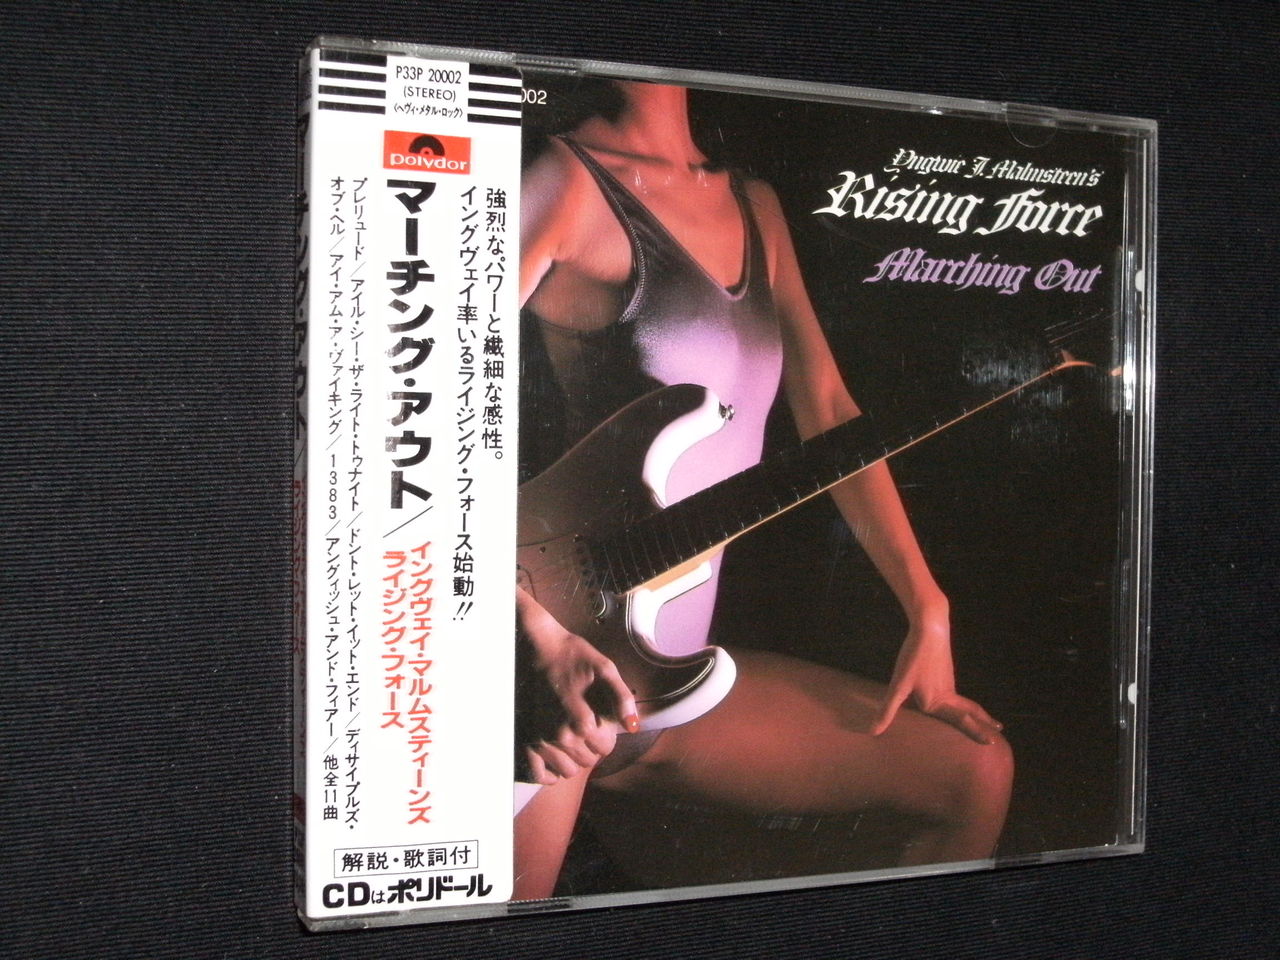 P33P 20002
(STEREO)
(ヘヴィ・メタル・ロック)
polydor
強烈なパワーと繊細な感性。
イングヴェイ率いるライジング・フォース始動!!
マーチング・アウト/
イングヴェイ・マルムスティーンズ
ライジング・フォース
プレリュード/アイル・シー・ザ・ライト・トゥナイト/ドント・レット・イット・エンド/ディサイプルズ・
オブ・ヘル/アイ・アム・ア・ヴァイキング/1383/アングィッシュ・アンド・フィアー/他全11曲
解説・歌詞付
CDはポリドール
002
Yngwie J. Malmsteen's
Rising Force
Marching Out